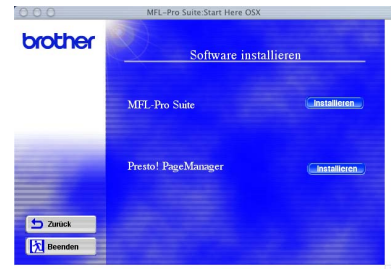 MFL-Pro Suite:Start Here OSX
brother
Software installieren
MFL-Pro Suite
Installieren
Presto! PageManager
Installieren
Zurück
Beenden